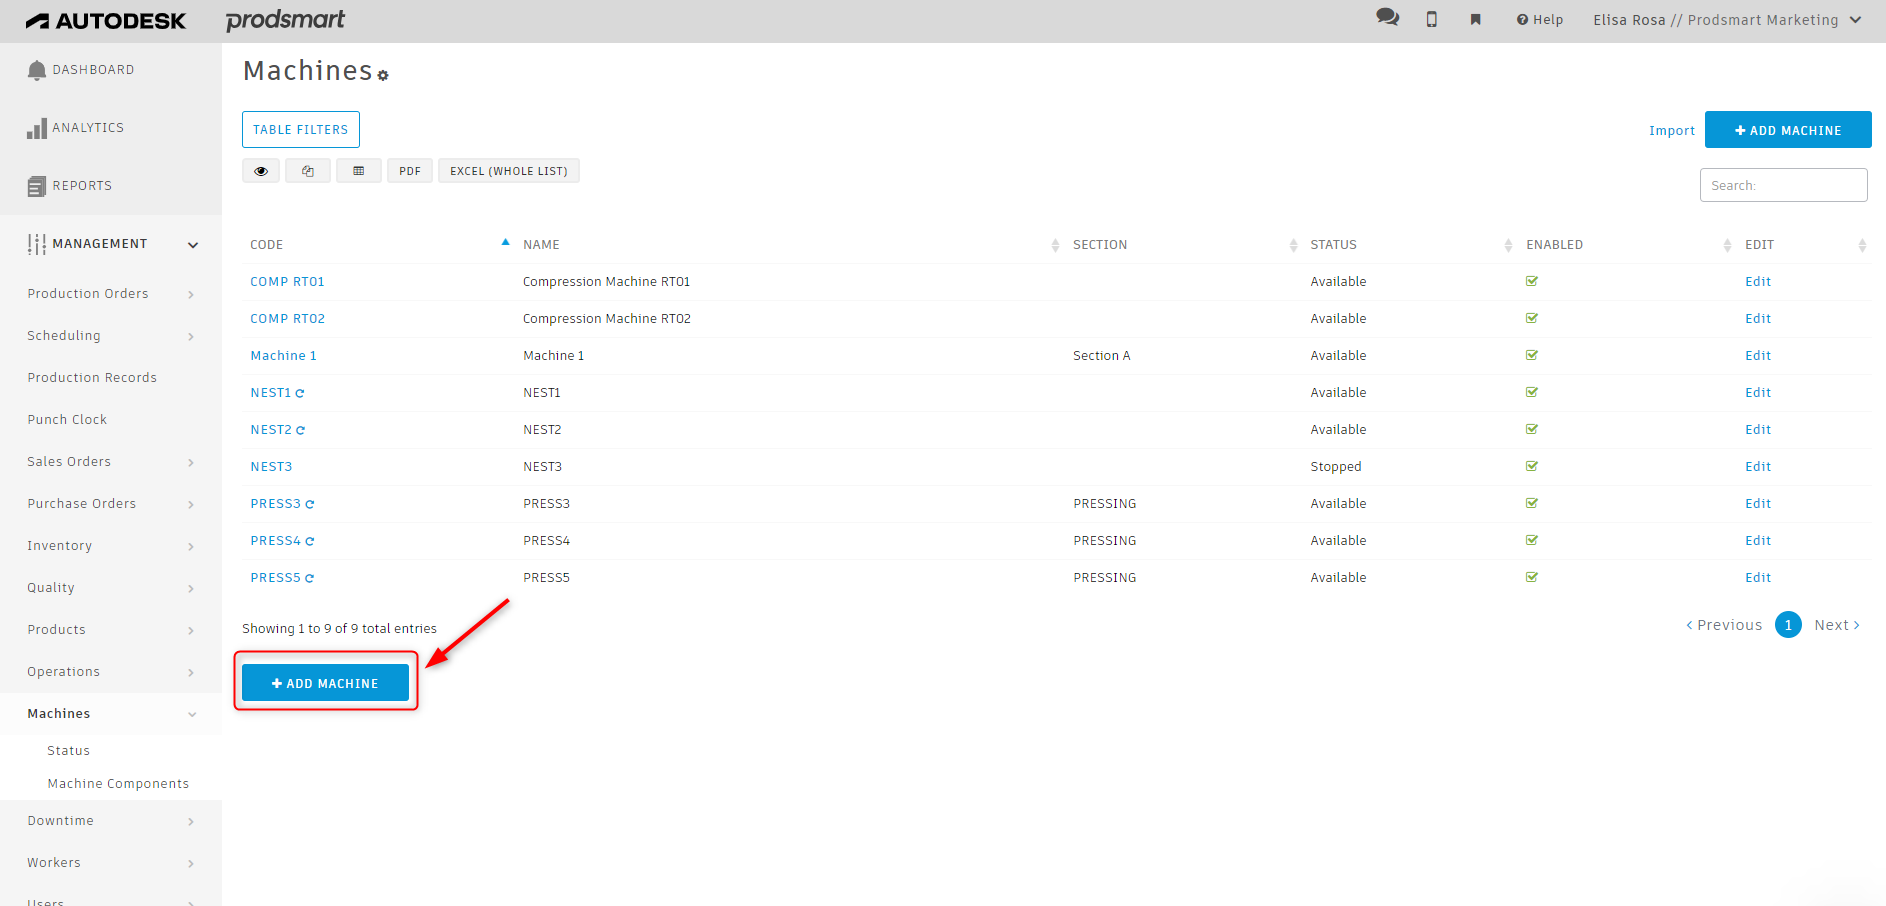 AUTODESK prodsmart Help Elisa Rosa // Prodsmart Marketing
DASHBOARD
ANALYTICS
REPORTS
MANAGEMENT
Production Orders
Scheduling
Production Records
Punch Clock
Sales Orders
Purchase Orders
Inventory
Quality
Products
Operations
Machines
Status
Machine Components
Downtime
Workers
Users
Machines
TABLE FILTERS Import + ADD MACHINE
PDF EXCEL (WHOLE LIST)
Search:
CODE NAME SECTION STATUS ENABLED EDIT
COMP RT01 Compression Machine RT01 Available Edit
COMP RT02 Compression Machine RT02 Available Edit
Machine 1 Machine 1 Section A Available Edit
NEST1 NEST1 Available Edit
NEST2 NEST2 Available Edit
NEST3 NEST3 Stopped Edit
PRESS3 PRESS3 PRESSING Available Edit
PRESS4 PRESS4 PRESSING Available Edit
PRESS5 PRESS5 PRESSING Available Edit
Showing 1 to 9 of 9 total entries < Previous 1 Next >
+ ADD MACHINE